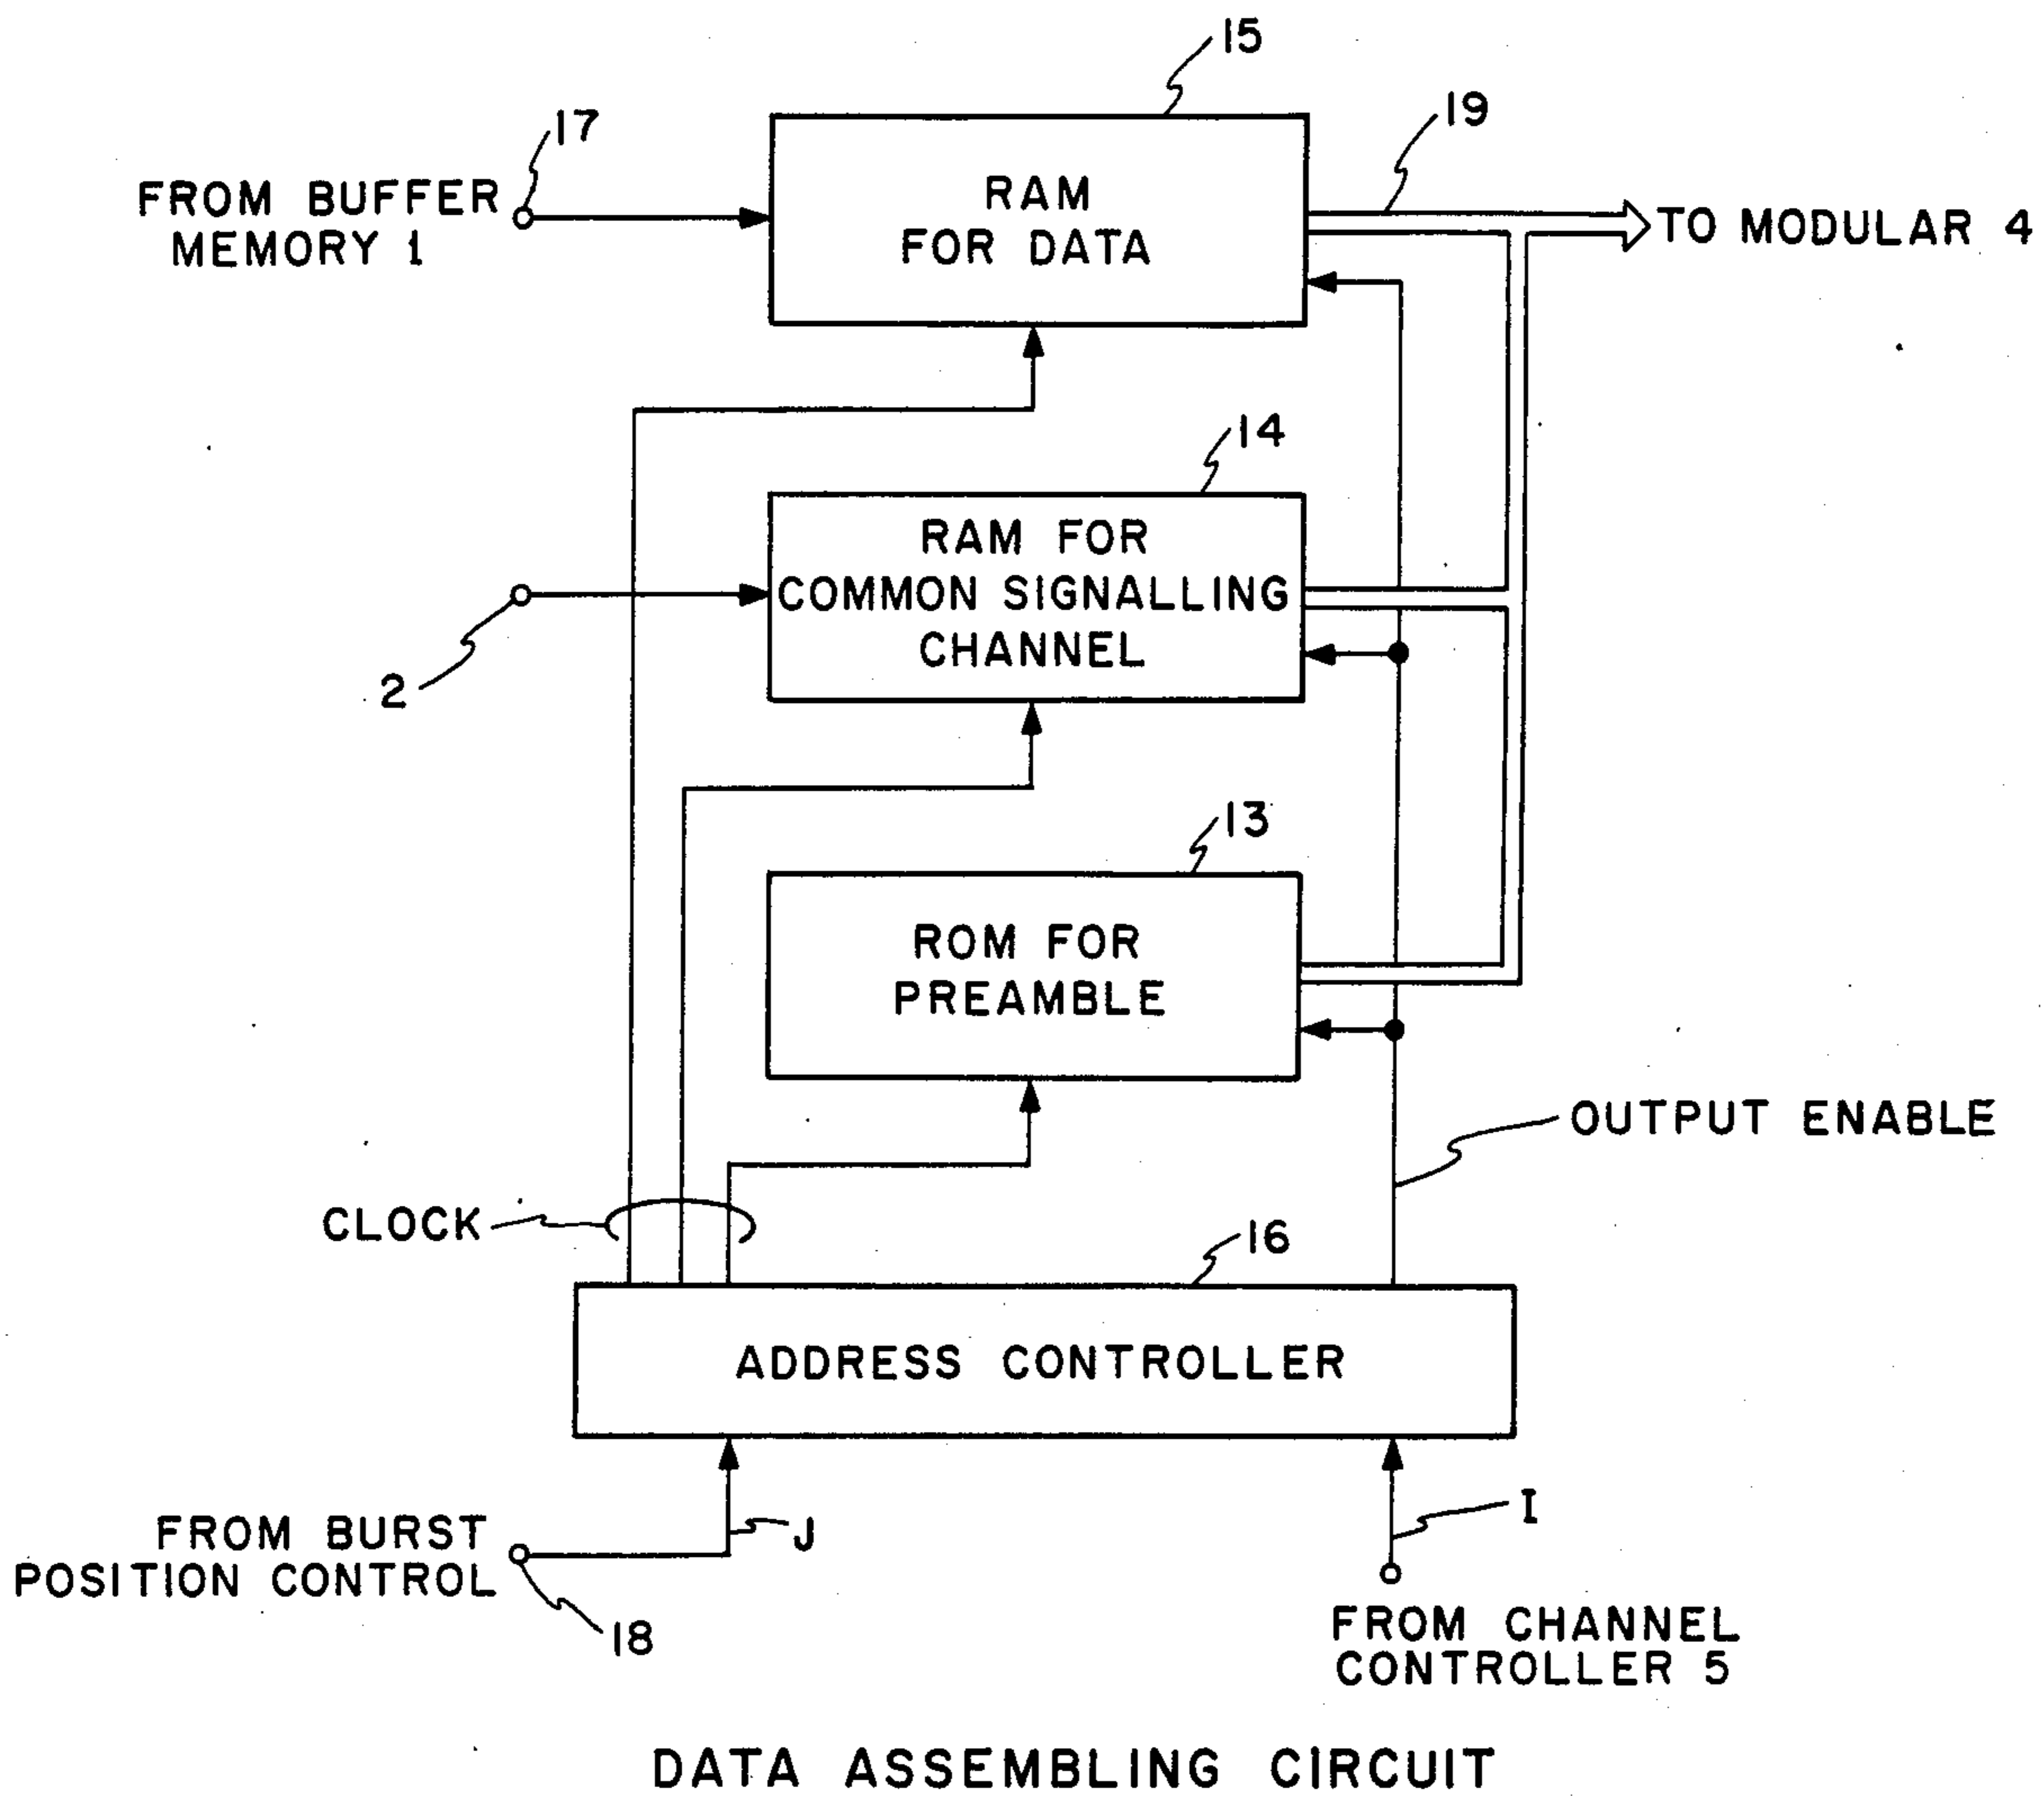 15
19
17
FROM BUFFER
MEMORY 1
RAM
FOR DATA
TO MODULAR 4
14
RAM FOR
COMMON SIGNALLING
CHANNEL
2
13
ROM FOR
PREAMBLE
OUTPUT ENABLE
CLOCK
16
ADDRESS CONTROLLER
J
I
FROM BURST
POSITION CONTROL
18
FROM CHANNEL
CONTROLLER 5
DATA ASSEMBLING CIRCUIT